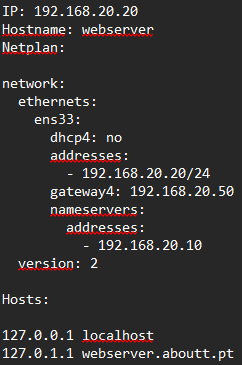 IP: 192.168.20.20
Hostname: webserver
Netplan:
network:
  ethernets:
    ens33:
      dhcp4: no
      addresses:
        - 192.168.20.20/24
      gateway4: 192.168.20.50
      nameservers:
        addresses:
          - 192.168.20.10
  version: 2
Hosts:
127.0.0.1 localhost
127.0.1.1 webserver.aboutt.pt